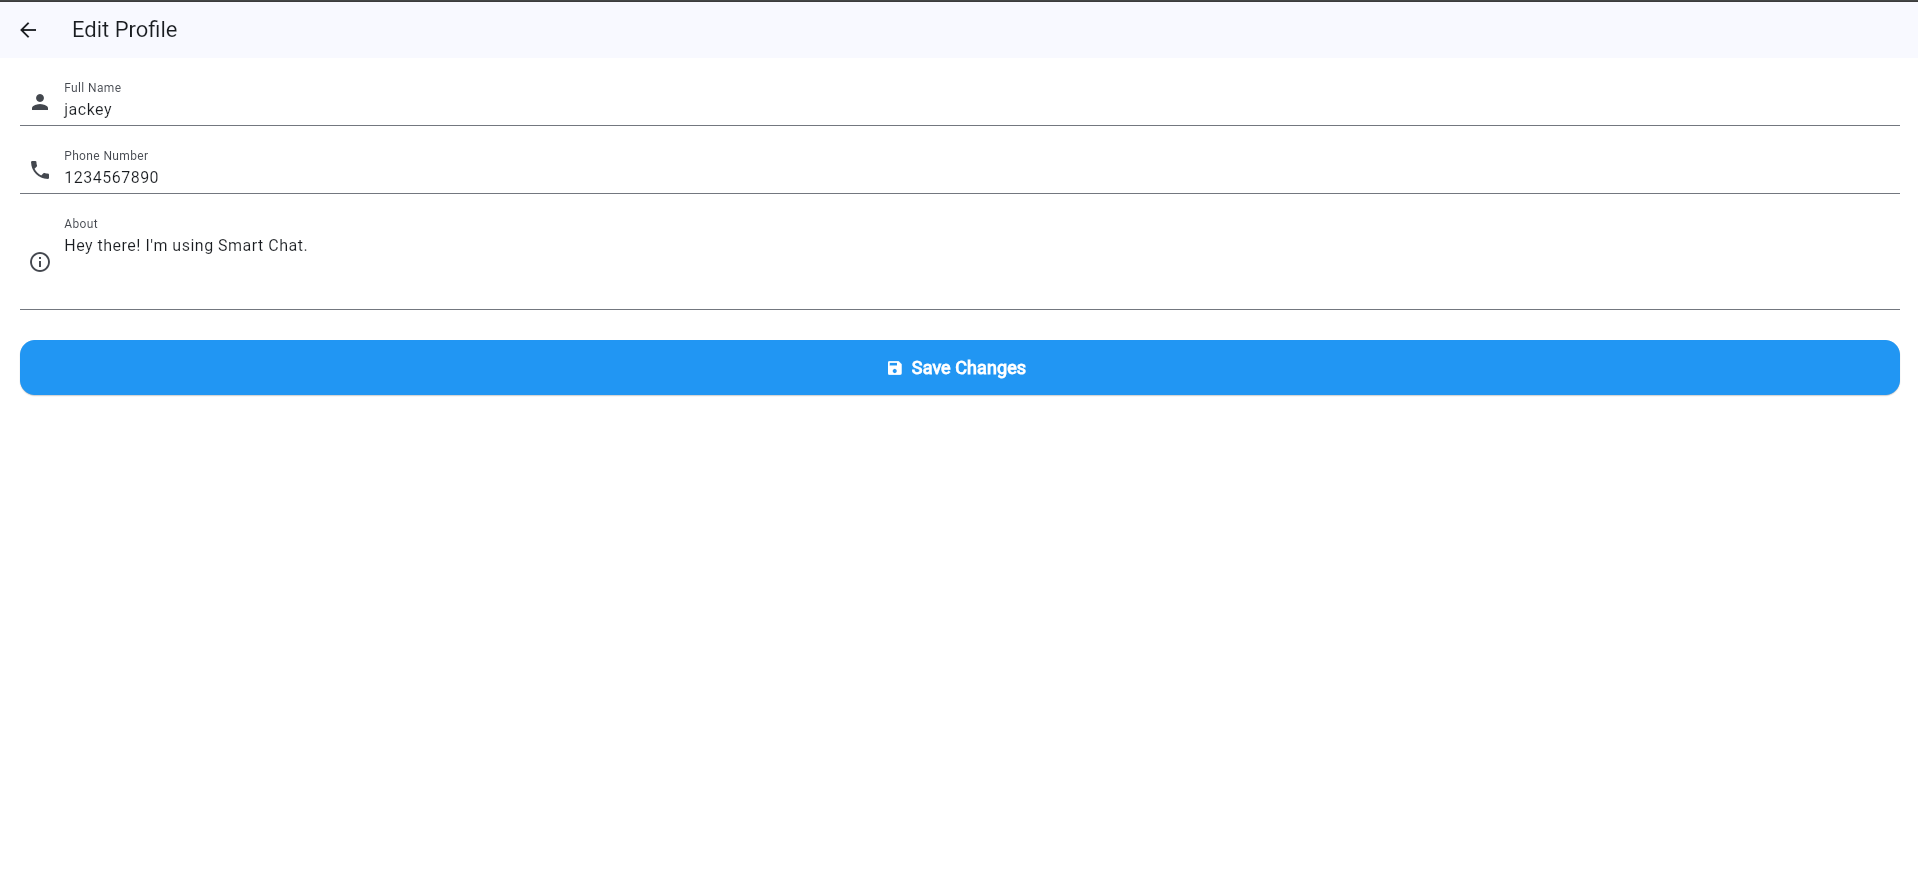 Edit Profile
Full Name
jackey
Phone Number
1234567890
About
Hey there! I'm using Smart Chat.
Save Changes